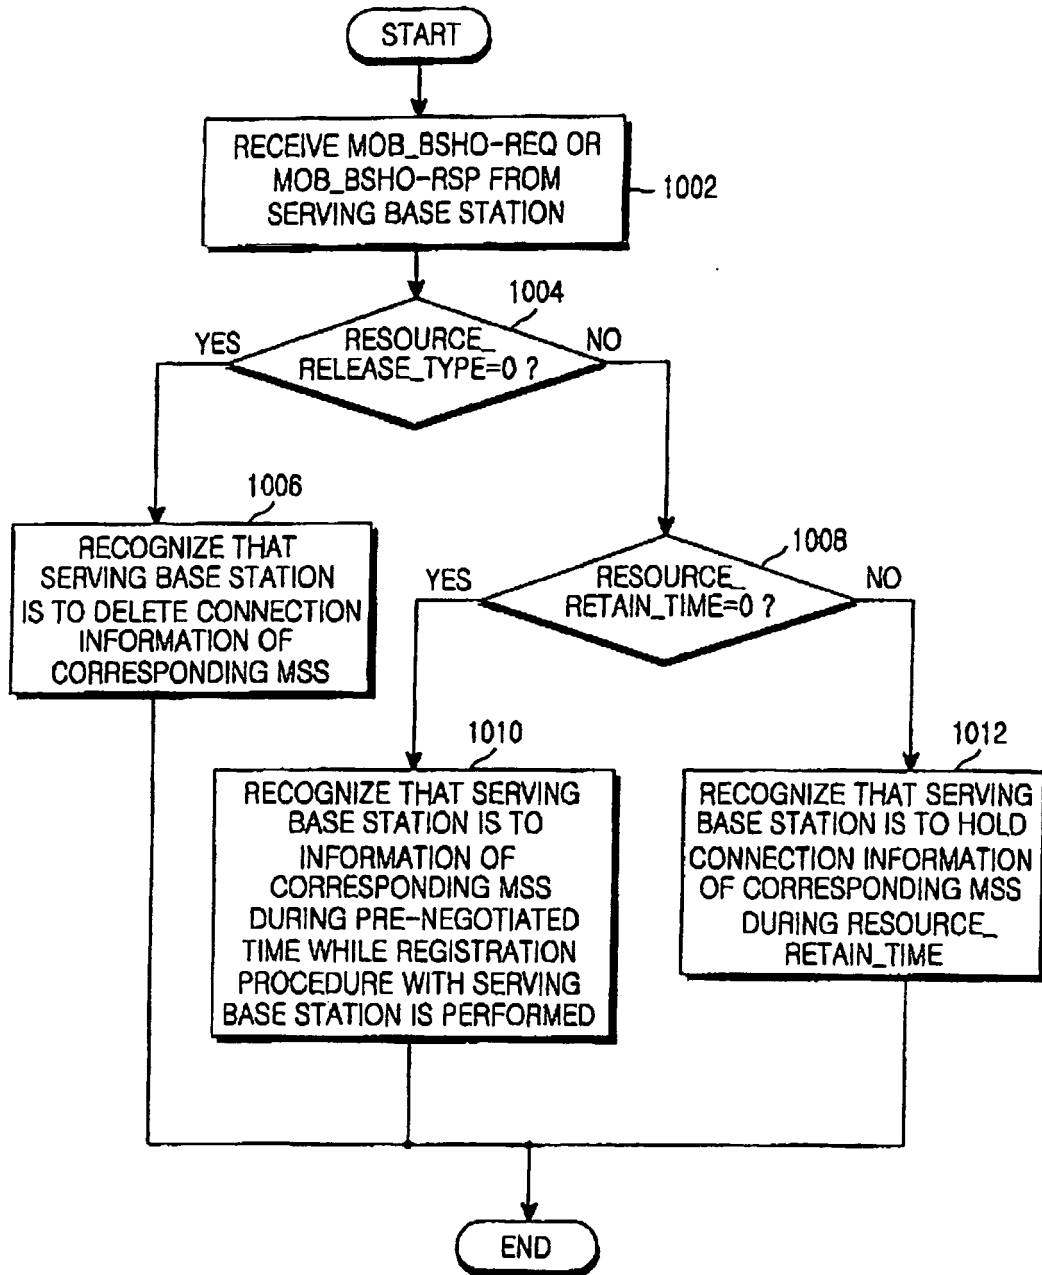 START
RECEIVE MOB_BSHO-REQ OR
MOB_BSHO-RSP FROM
SERVING BASE STATION
1002
1004
YES
RESOURCE_
RELEASE_TYPE=0 ?
NO
1006
RECOGNIZE THAT
SERVING BASE STATION
IS TO DELETE CONNECTION
INFORMATION OF
CORRESPONDING MSS
1008
YES
RESOURCE_
RETAIN_TIME=0 ?
NO
1010
RECOGNIZE THAT SERVING
BASE STATION IS TO
INFORMATION OF
CORRESPONDING MSS
DURING PRE-NEGOTIATED
TIME WHILE REGISTRATION
PROCEDURE WITH SERVING
BASE STATION IS PERFORMED
1012
RECOGNIZE THAT SERVING
BASE STATION IS TO HOLD
CONNECTION INFORMATION
OF CORRESPONDING MSS
DURING RESOURCE_
RETAIN_TIME
END